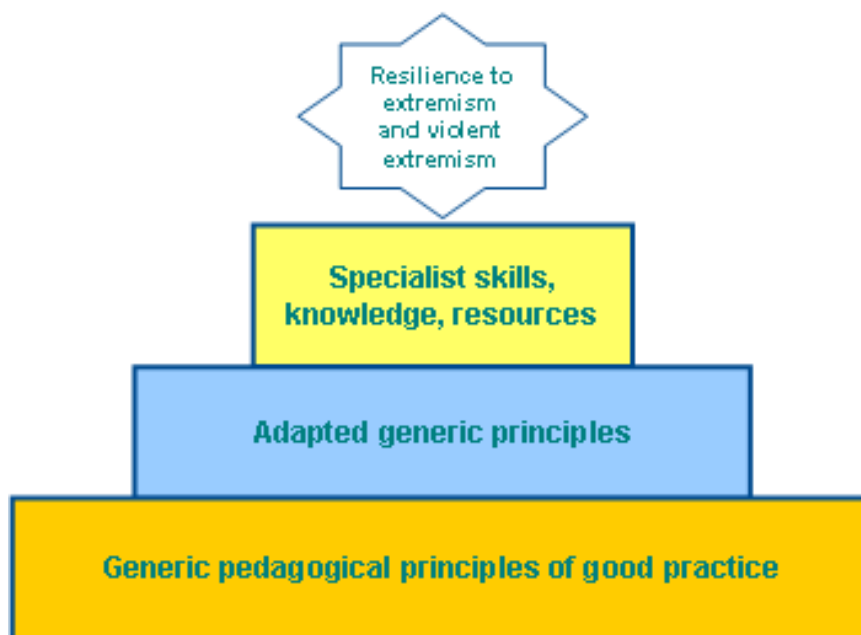 Resilience to
extremism
and violent
extremism
Specialist skills,
knowledge, resources
Adapted generic principles
Generic pedagogical principles of good practice